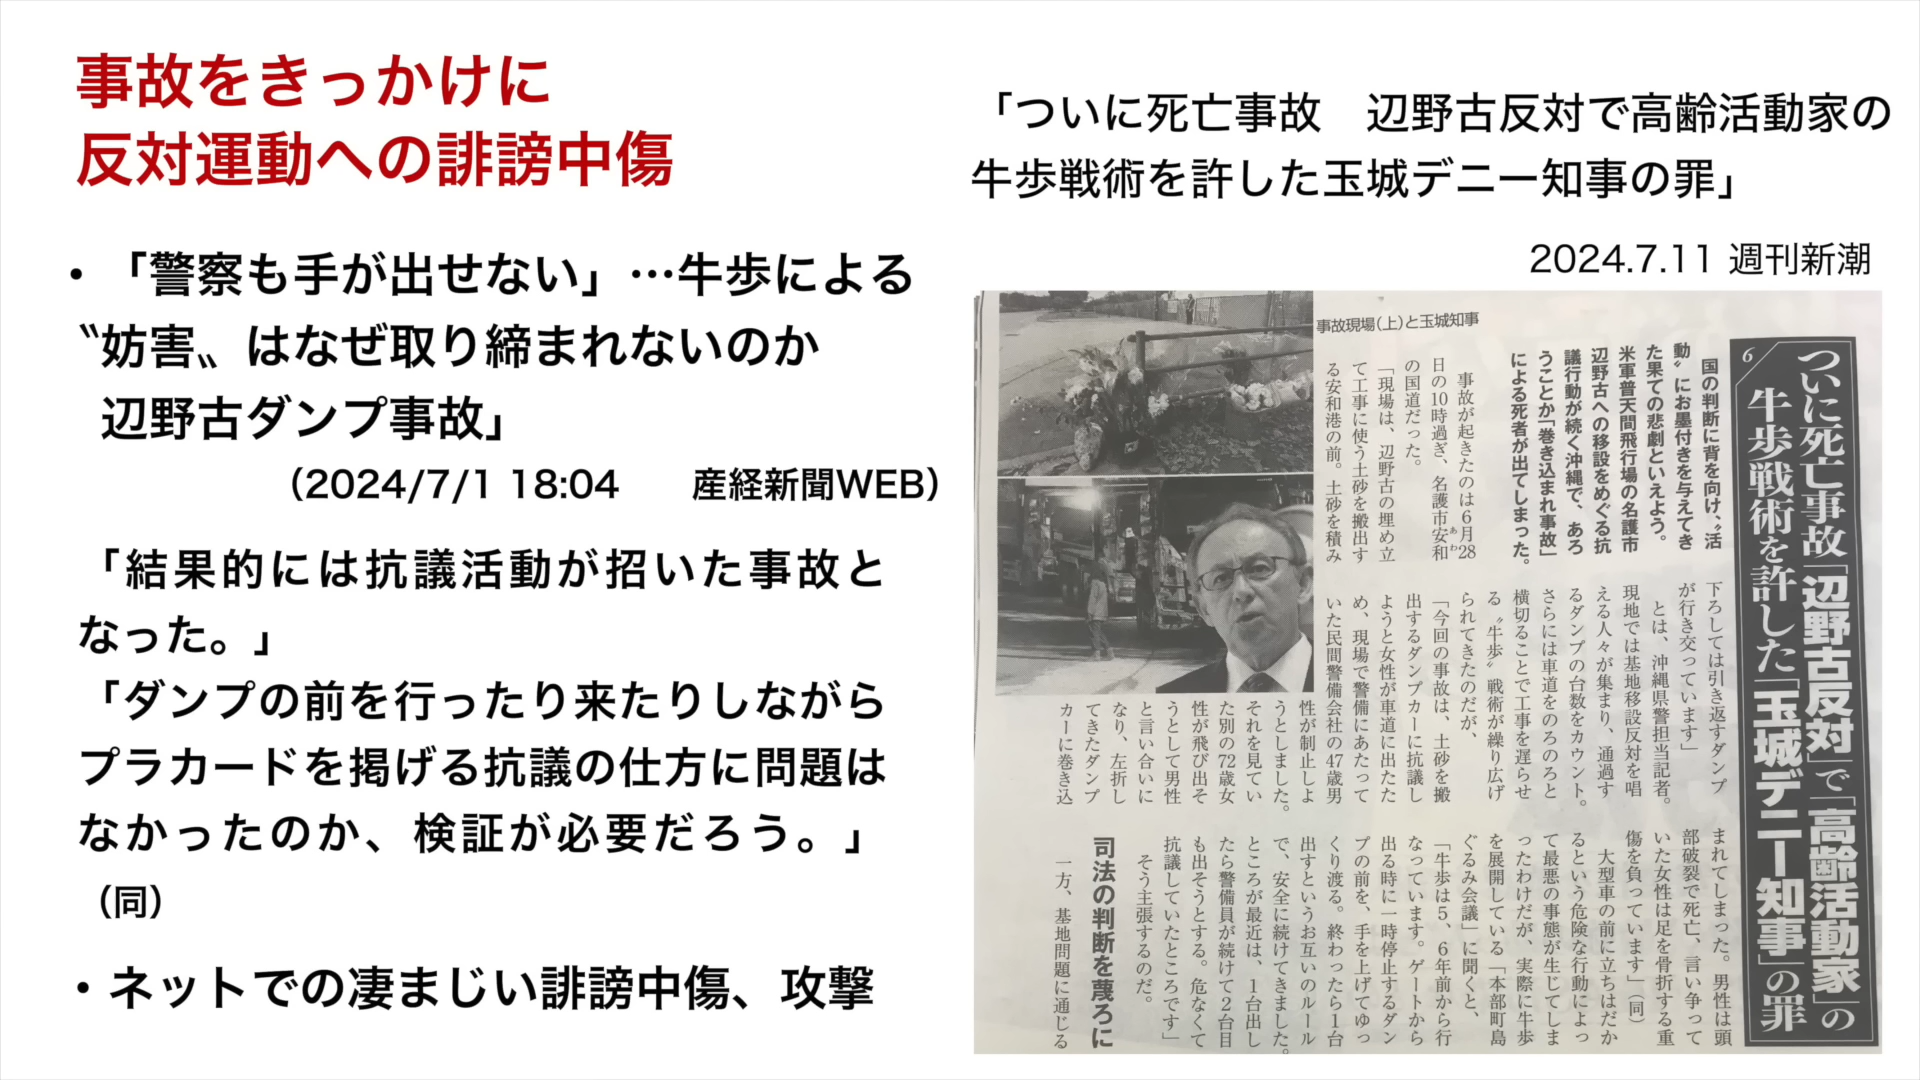 事故をきっかけに
反対運動への誹謗中傷
・「警察も手が出せない」…牛歩による
〝妨害〟はなぜ取り締まれないのか
辺野古ダンプ事故」
（2024/7/1 18:04　産経新聞WEB）
「結果的には抗議活動が招いた事故と
なった。」
「ダンプの前を行ったり来たりしながら
プラカードを掲げる抗議の仕方に問題は
なかったのか、検証が必要だろう。」
（同）
・ネットでの凄まじい誹謗中傷、攻撃
「ついに死亡事故　辺野古反対で高齢活動家の
牛歩戦術を許した玉城デニー知事の罪」
2024.7.11 週刊新潮
ついに死亡事故「辺野古反対」で「高齢活動家」の
牛歩戦術を許した「玉城デニー知事」の罪
6
国の判断に背を向け、〝活
動〟にお墨付きを与えてき
た果ての悲劇といえよう。
米軍普天間飛行場の名護市
辺野古への移設をめぐる抗
議行動が続く沖縄で、あろ
うことか「巻き込まれ事故」
による死者が出てしまった。
事故現場（上）と玉城知事
事故が起きたのは6月28
日の10時過ぎ、名護市安和
あわ
の国道だった。
「現場は、辺野古の埋め立
て工事に使う土砂を搬出す
る安和港の前。土砂を積み
下ろしては引き返すダンプ
が行き交っています」
とは、沖縄県警担当記者。
現地では基地移設反対を唱
える人々が集まり、通過す
るダンプの台数をカウント。
さらには車道をのろのろと
横切ることで工事を遅らせ
る〝牛歩〟戦術が繰り広げ
られてきたのだが、
「今回の事故は、土砂を搬
出するダンプカーに抗議し
ようと女性が車道に出たた
め、現場で警備にあたって
いた民間警備会社の47歳男
性が制止しよ
うとしました。
それを見てい
た別の72歳女
性が飛び出そ
うとして男性
と言い合いに
なり、左折し
てきたダンプ
カーに巻き込
まれてしまった。男性は頭
部破裂で死亡、言い争って
いた女性は足を骨折する重
傷を負っています」（同）
大型車の前に立ちはだか
るという危険な行動によっ
て最悪の事態が生じてしま
ったわけだが、実際に牛歩
を展開している「本部町島
ぐるみ会議」に聞くと、
「牛歩は5、6年前から行
なっています。ゲートから
出る時に一時停止するダン
プの前を、手を上げてゆっ
くり渡る。終わったら1台
出すというお互いのルール
で、安全に続けてきました。
ところが最近は、1台出し
たら警備員が続けて2台目
も出そうとする。危なくて
抗議していたところです」
そう主張するのだ。
司法の判断を蔑ろに
一方、基地問題に通じる